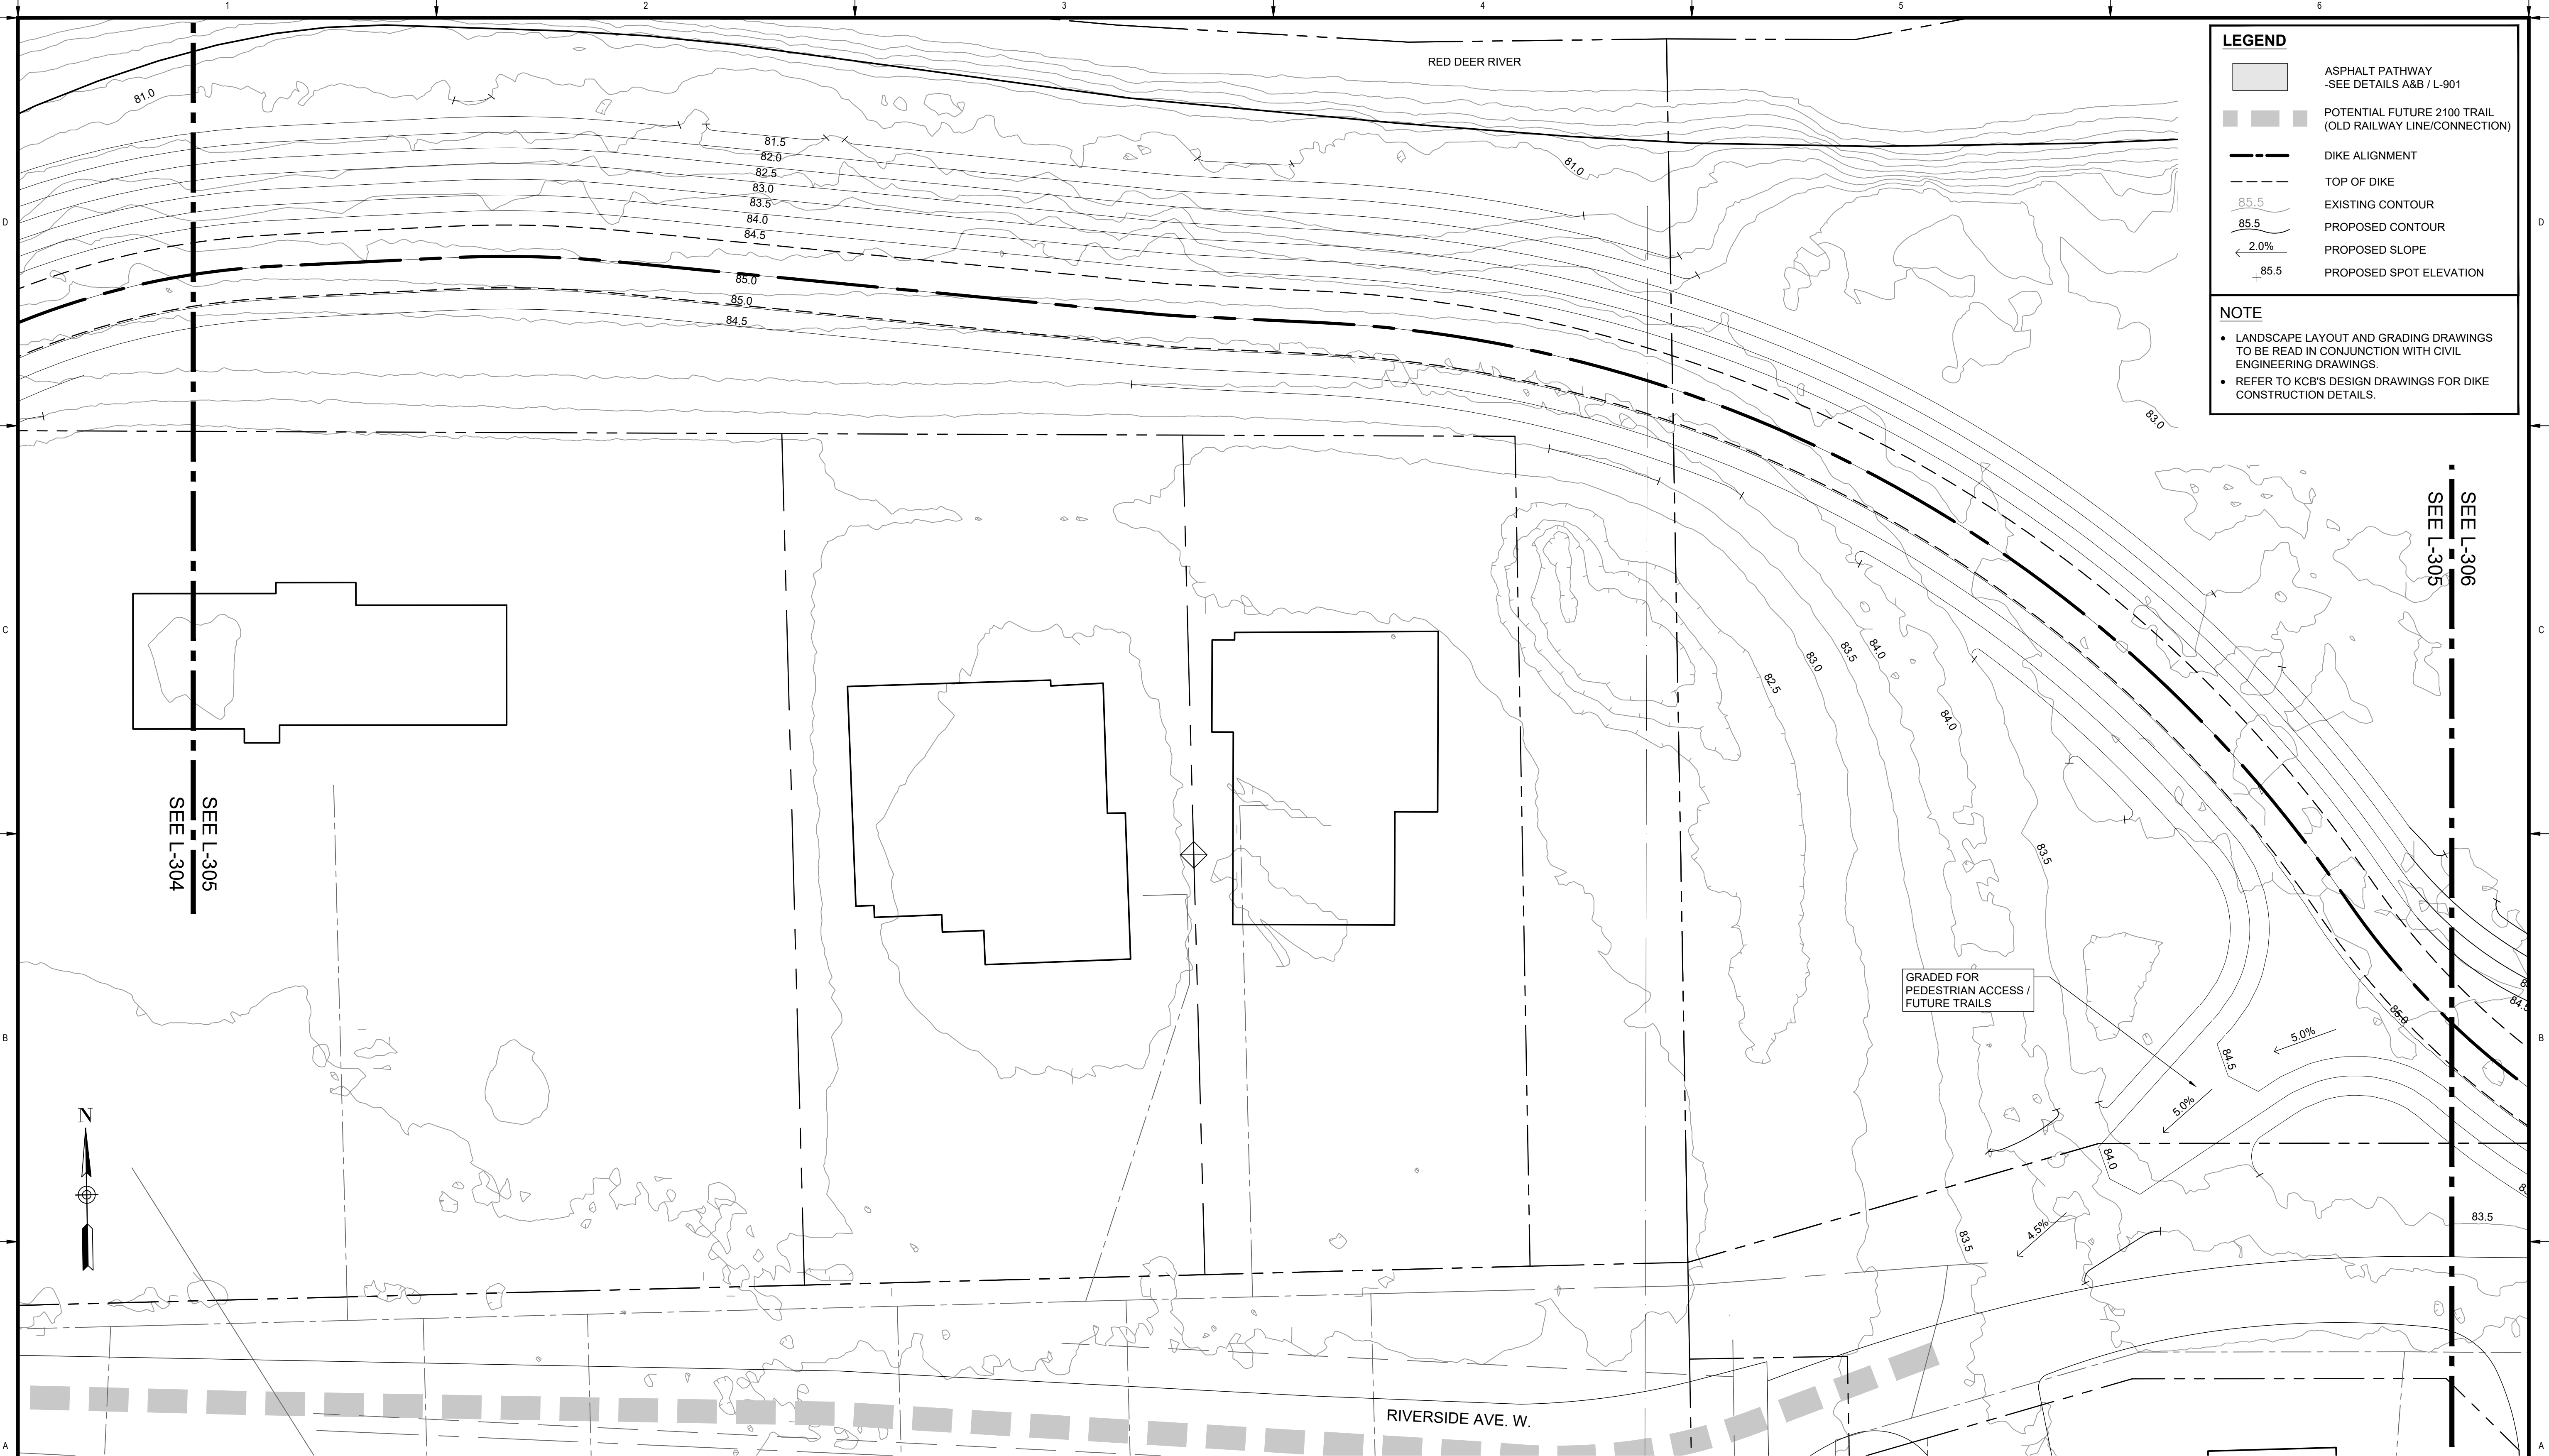 1 2 3 4 5 6
RED DEER RIVER
LEGEND
ASPHALT PATHWAY
-SEE DETAILS A&B / L-901
POTENTIAL FUTURE 2100 TRAIL
(OLD RAILWAY LINE/CONNECTION)
DIKE ALIGNMENT
TOP OF DIKE
85.5 EXISTING CONTOUR
85.5 PROPOSED CONTOUR
2.0% PROPOSED SLOPE
85.5 PROPOSED SPOT ELEVATION
NOTE
• LANDSCAPE LAYOUT AND GRADING DRAWINGS
TO BE READ IN CONJUNCTION WITH CIVIL
ENGINEERING DRAWINGS.
• REFER TO KCB'S DESIGN DRAWINGS FOR DIKE
CONSTRUCTION DETAILS.
81.0
81.5
82.0
82.5
83.0
83.5
84.0
84.5
85.0
85.0
84.5
81.0
83.0
D
D
SEE L-305
SEE L-306
C
C
82.5
83.0
83.5
84.0
84.0
83.5
SEE L-304
SEE L-305
GRADED FOR
PEDESTRIAN ACCESS /
FUTURE TRAILS
85.0
84.5
5.0%
84.5
5.0%
B
B
N
84.0
4.5%
83.5
83.5
RIVERSIDE AVE. W.
A
A